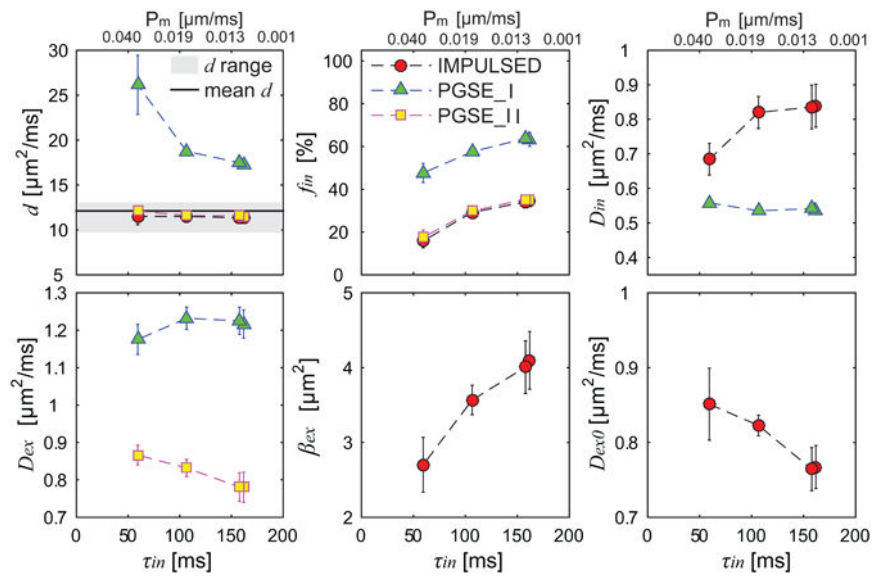 Pm [µm/ms] Pm [µm/ms] Pm [µm/ms]
0.040 0.019 0.013 0.001 0.040 0.019 0.013 0.001 0.040 0.019 0.013 0.001
30
25
20
15
10
5
d [µm²/ms]
d range
mean d
100
80
60
40
20
0
fin [%]
IMPULSED
PGSE_I
PGSE_II
1
0.9
0.8
0.7
0.6
0.5
0.4
Din [µm²/ms]
1.3
1.2
1.1
1
0.9
0.8
0.7
Dex [µm²/ms]
5
4
3
2
βex [µm²]
1
0.9
0.8
0.7
Dex0 [µm²/ms]
0 50 100 150 200 0 50 100 150 200 0 50 100 150 200
τin [ms] τin [ms] τin [ms]